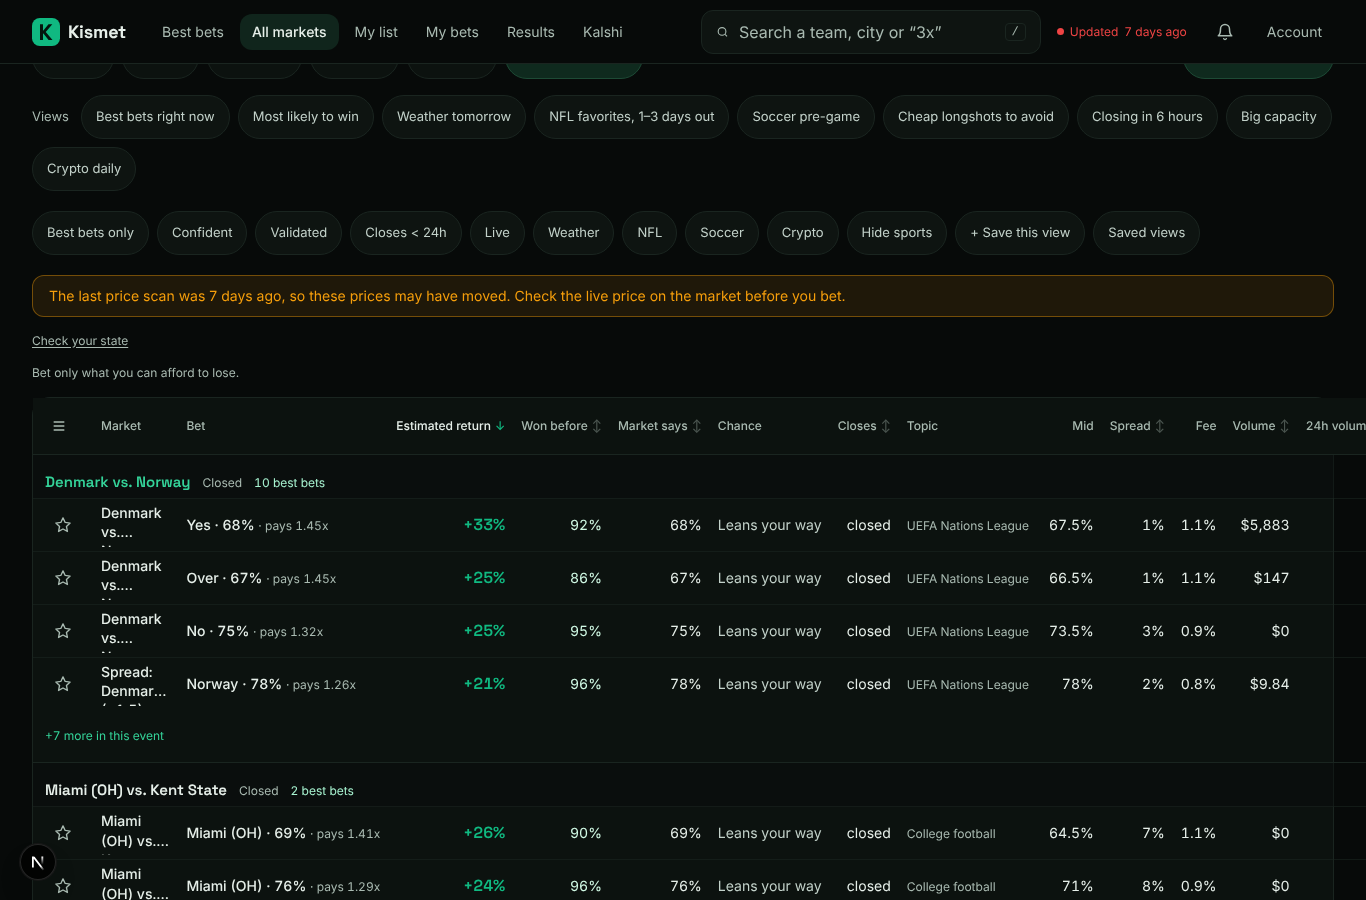 K Kismet Best bets All markets My list My bets Results Kalshi Search a team, city or “3x” / Updated 7 days ago Account
Views Best bets right now Most likely to win Weather tomorrow NFL favorites, 1–3 days out Soccer pre-game Cheap longshots to avoid Closing in 6 hours Big capacity
Crypto daily
Best bets only Confident Validated Closes < 24h Live Weather NFL Soccer Crypto Hide sports + Save this view Saved views
The last price scan was 7 days ago, so these prices may have moved. Check the live price on the market before you bet.
Check your state
Bet only what you can afford to lose.
Market Bet Estimated return ↓ Won before Market says Chance Closes Topic Mid Spread Fee Volume 24h volum
Denmark vs. Norway Closed 10 best bets
Denmark
vs.... Yes · 68% · pays 1.45x +33% 92% 68% Leans your way closed UEFA Nations League 67.5% 1% 1.1% $5,883
Denmark
vs.... Over · 67% · pays 1.45x +25% 86% 67% Leans your way closed UEFA Nations League 66.5% 1% 1.1% $147
Denmark
vs.... No · 75% · pays 1.32x +25% 95% 75% Leans your way closed UEFA Nations League 73.5% 3% 0.9% $0
Spread:
Denmar... Norway · 78% · pays 1.26x +21% 96% 78% Leans your way closed UEFA Nations League 78% 2% 0.8% $9.84
+7 more in this event
Miami (OH) vs. Kent State Closed 2 best bets
Miami
(OH) vs.... Miami (OH) · 69% · pays 1.41x +26% 90% 69% Leans your way closed College football 64.5% 7% 1.1% $0
Miami
(OH) vs.... Miami (OH) · 76% · pays 1.29x +24% 96% 76% Leans your way closed College football 71% 8% 0.9% $0
N